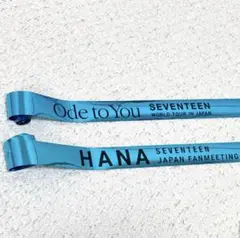 Ode to You SEVENTEEN
WORLD TOUR IN JAPAN
HANA SEVENTEEN
JAPAN FANMEETING